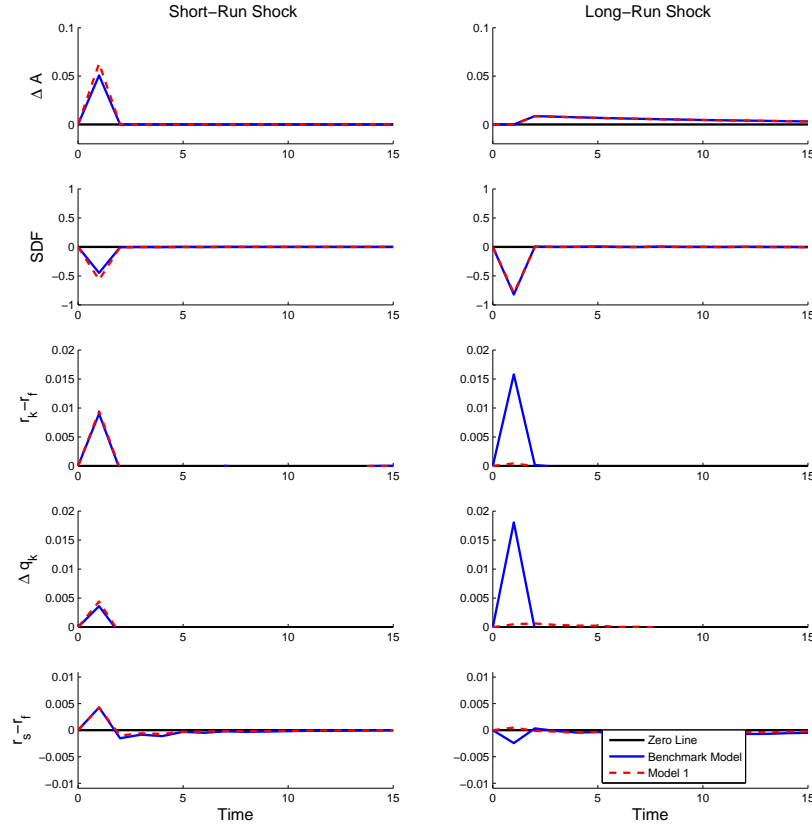 Short−Run Shock
Long−Run Shock
Δ A
0.1
0.05
0
0 5 10 15
0.1
0.05
0
0 5 10 15
SDF
1
0.5
0
−0.5
−1
0 5 10 15
1
0.5
0
−0.5
−1
0 5 10 15
r_k−r_f
0.02
0.015
0.01
0.005
0
0 5 10 15
0.02
0.015
0.01
0.005
0
0 5 10 15
Δ q_k
0.02
0.015
0.01
0.005
0
0 5 10 15
0.02
0.015
0.01
0.005
0
0 5 10 15
r_s−r_f
0.01
0.005
0
−0.005
−0.01
0 5 10 15
Time
0.01
0.005
0
−0.005
−0.01
0 5 10 15
Time
Zero Line
Benchmark Model
Model 1